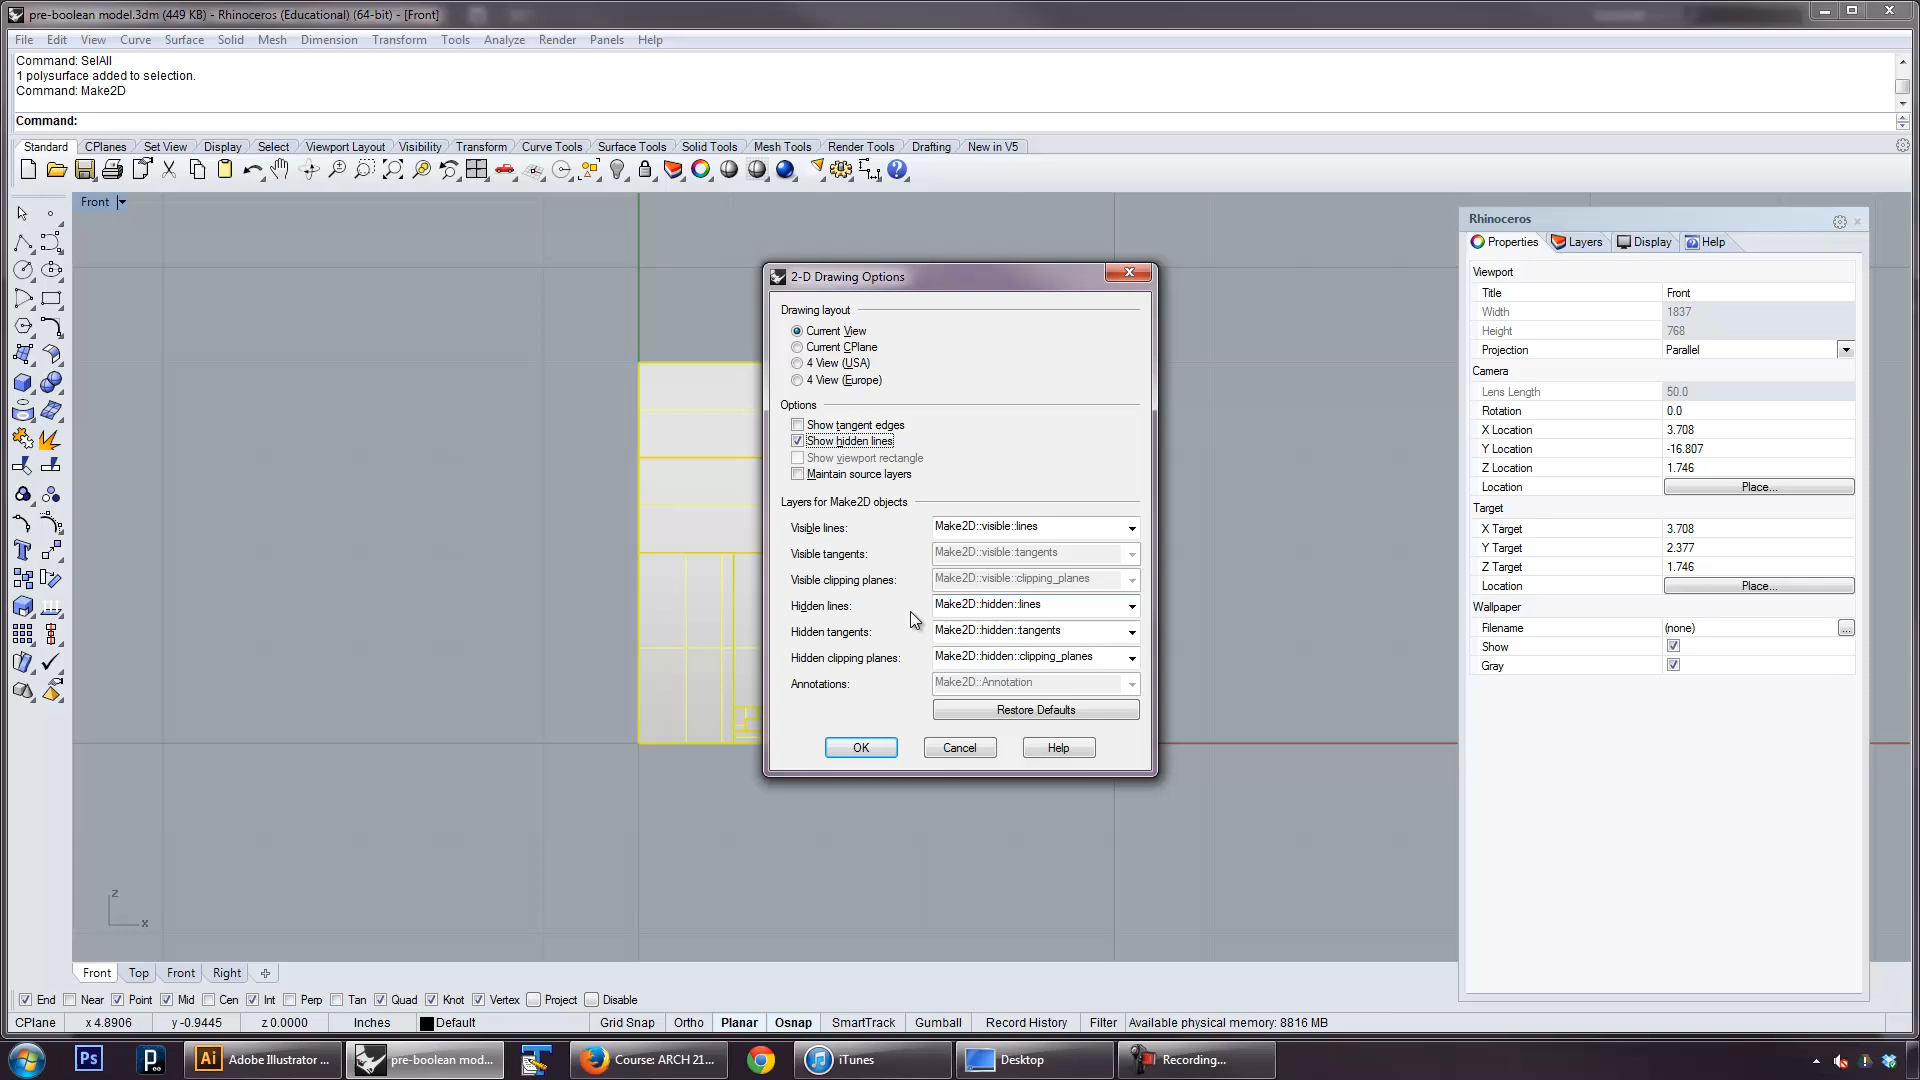 pre-boolean model.3dm (449 KB) - Rhinoceros (Educational) (64-bit) - [Front]
File Edit View Curve Surface Solid Mesh Dimension Transform Tools Analyze Render Panels Help
Command: SelAll
1 polysurface added to selection.
Command: Make2D
Command:
Standard CPlanes Set View Display Select Viewport Layout Visibility Transform Curve Tools Surface Tools Solid Tools Mesh Tools Render Tools Drafting New in V5
Front
Rhinoceros
Properties Layers Display Help
Viewport
Title Front
Width 1837
Height 768
Projection Parallel
Camera
Lens Length 50.0
Rotation 0.0
X Location 3.708
Y Location -16.807
Z Location 1.746
Location Place...
Target
X Target 3.708
Y Target 2.377
Z Target 1.746
Location Place...
Wallpaper
Filename (none) ...
Show
Gray
2-D Drawing Options
Drawing layout
Current View
Current CPlane
4 View (USA)
4 View (Europe)
Options
Show tangent edges
Show hidden lines
Show viewport rectangle
Maintain source layers
Layers for Make2D objects
Visible lines: Make2D::visible::lines
Visible tangents: Make2D::visible::tangents
Visible clipping planes: Make2D::visible::clipping_planes
Hidden lines: Make2D::hidden::lines
Hidden tangents: Make2D::hidden::tangents
Hidden clipping planes: Make2D::hidden::clipping_planes
Annotations: Make2D::Annotation
Restore Defaults
OK Cancel Help
z
x
Front Top Front Right
End Near Point Mid Cen Int Perp Tan Quad Knot Vertex Project Disable
CPlane x 4.8906 y -0.9445 z 0.0000 Inches Default Grid Snap Ortho Planar Osnap SmartTrack Gumball Record History Filter Available physical memory: 8816 MB
Ps p. Ai Adobe Illustrator ... pre-boolean mod... Course: ARCH 21... iTunes Desktop Recording...